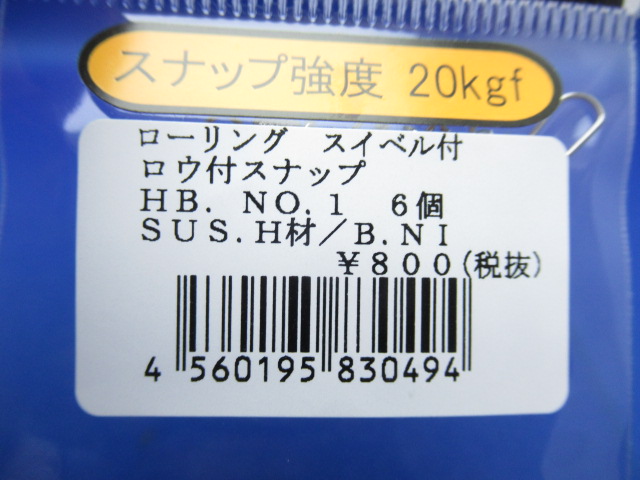 スナップ強度 20kgf
ローリング　スイベル付
ロウ付スナップ
ＨＢ．ＮＯ．１　６個
ＳＵＳ．Ｈ材／Ｂ．ＮＩ
￥８００(税抜)
4 560195 830494